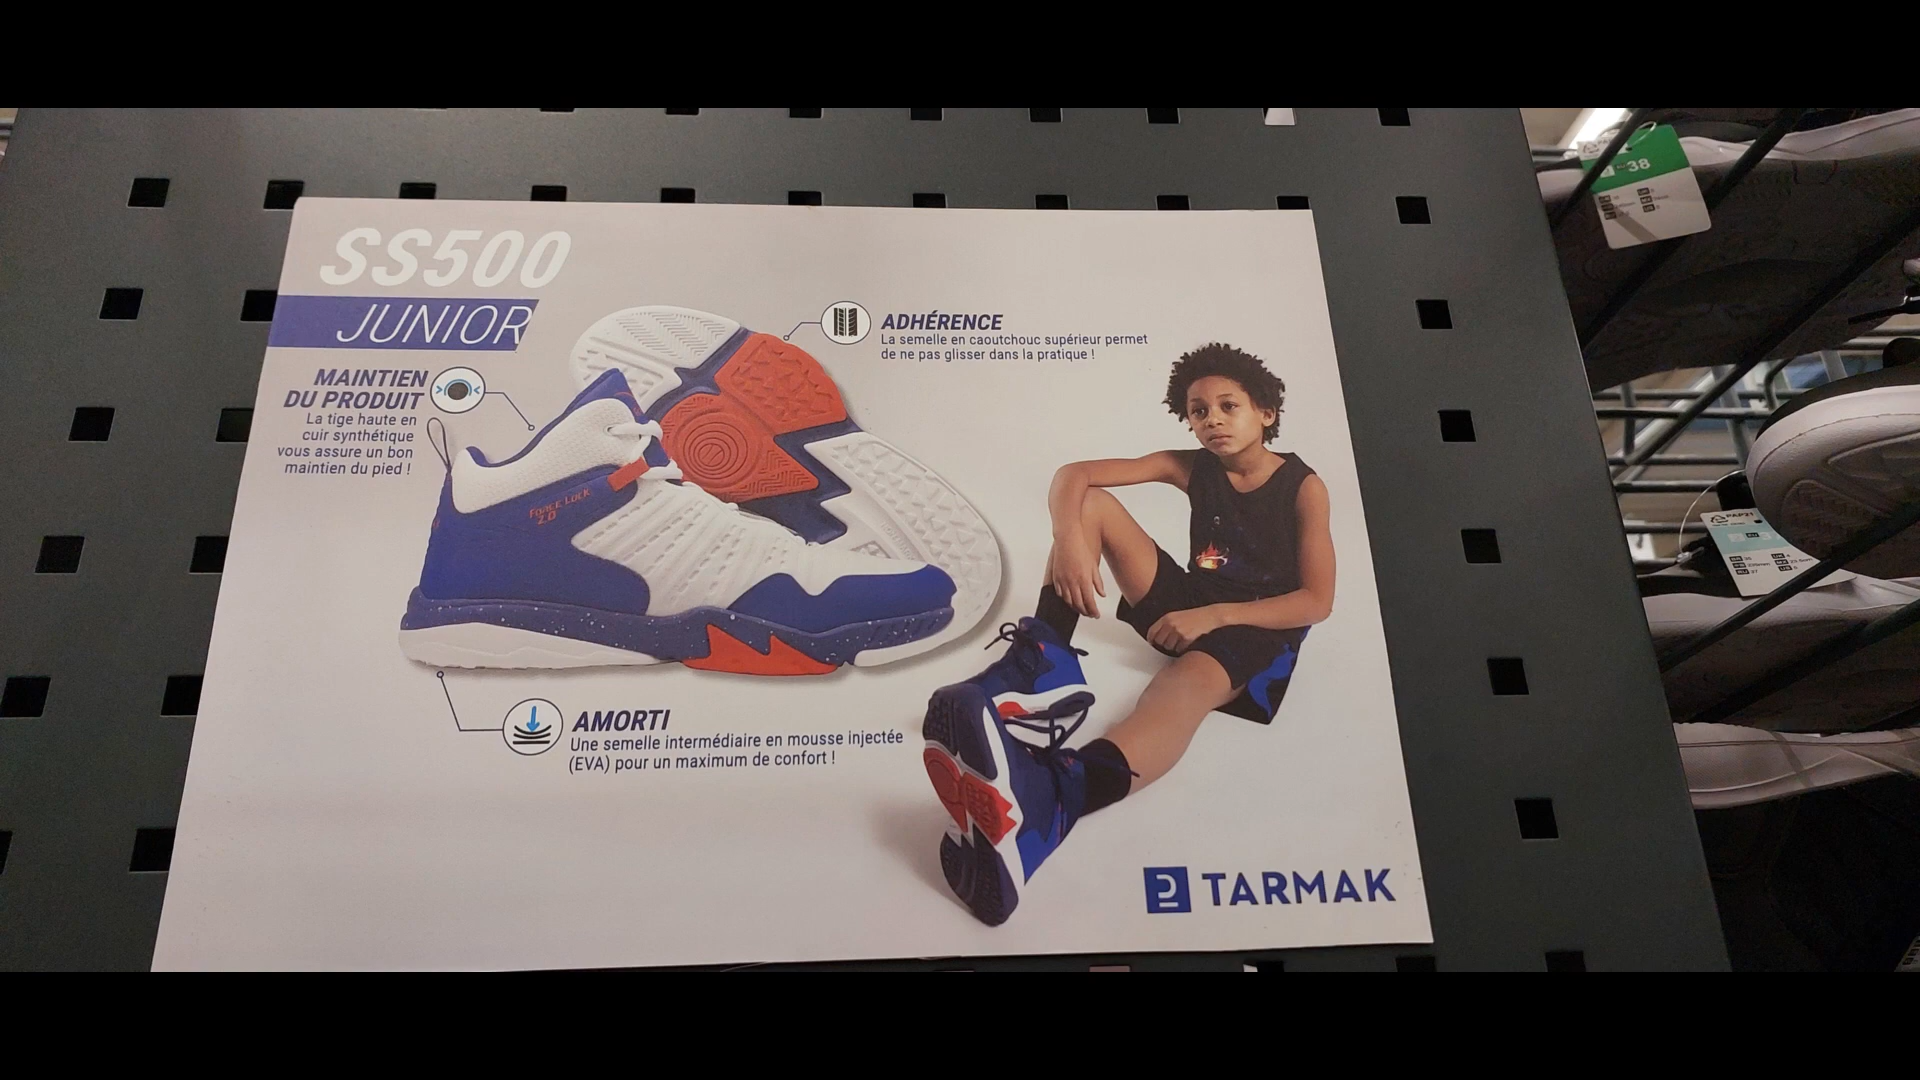 SS500
JUNIOR
MAINTIEN
DU PRODUIT
La tige haute en
cuir synthétique
vous assure un bon
maintien du pied !
ADHÉRENCE
La semelle en caoutchouc supérieur permet
de ne pas glisser dans la pratique !
FORCE LOCK
2.0
AMORTI
Une semelle intermédiaire en mousse injectée
(EVA) pour un maximum de confort !
TARMAK
38
PAP21